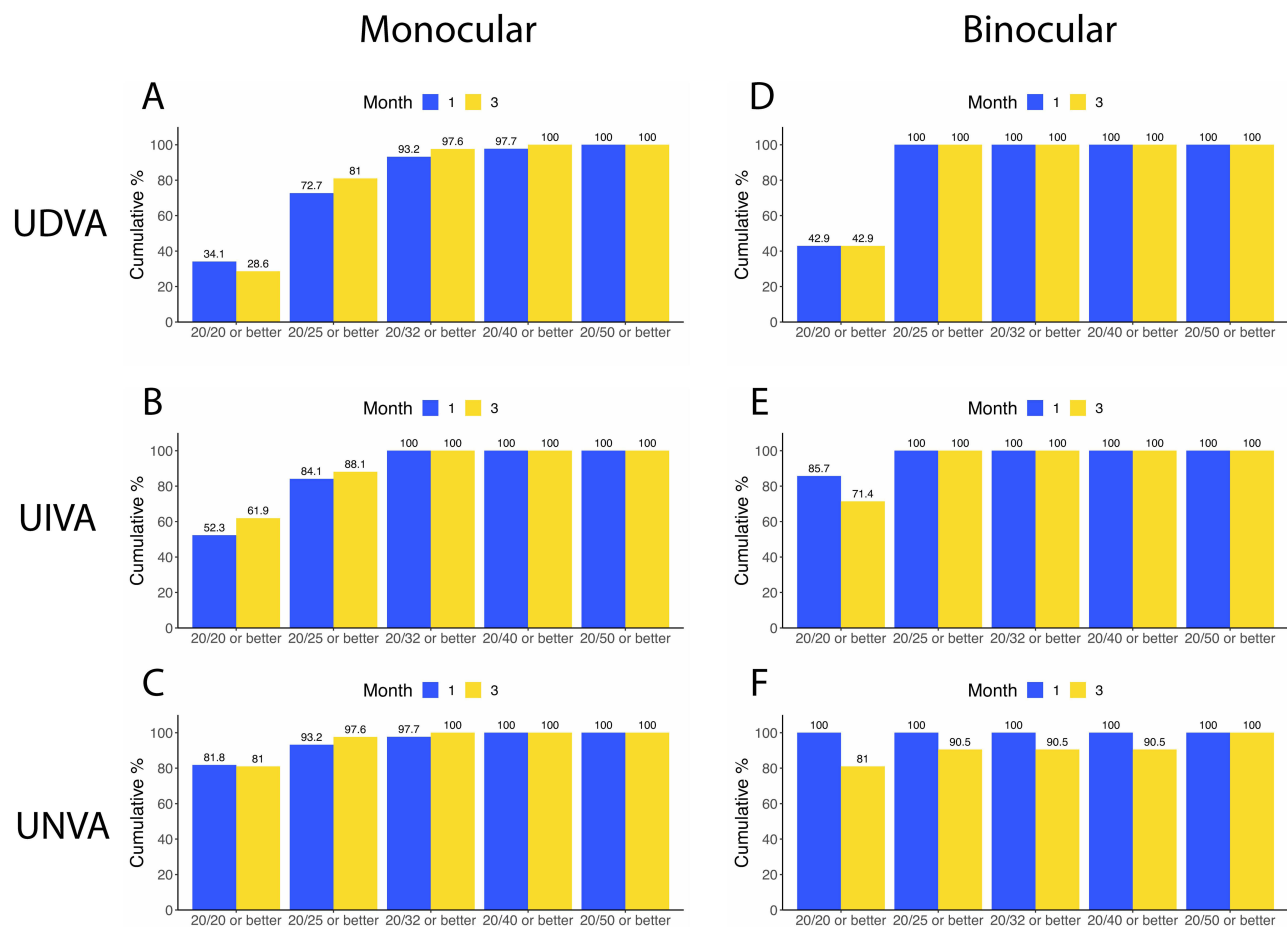 Monocular
Binocular
UDVA
A
Month 1 3
Cumulative %
100
80
60
40
20
0
34.1 28.6 72.7 81 93.2 97.6 97.7 100 100 100
20/20 or better 20/25 or better 20/32 or better 20/40 or better 20/50 or better
D
Month 1 3
Cumulative %
100
80
60
40
20
0
42.9 42.9 100 100 100 100 100 100 100 100
20/20 or better 20/25 or better 20/32 or better 20/40 or better 20/50 or better
UIVA
B
Month 1 3
Cumulative %
100
80
60
40
20
0
52.3 61.9 84.1 88.1 100 100 100 100 100 100
20/20 or better 20/25 or better 20/32 or better 20/40 or better 20/50 or better
E
Month 1 3
Cumulative %
100
80
60
40
20
0
85.7 71.4 100 100 100 100 100 100 100 100
20/20 or better 20/25 or better 20/32 or better 20/40 or better 20/50 or better
UNVA
C
Month 1 3
Cumulative %
100
80
60
40
20
0
81.8 81 93.2 97.6 97.7 100 100 100 100 100
20/20 or better 20/25 or better 20/32 or better 20/40 or better 20/50 or better
F
Month 1 3
Cumulative %
100
80
60
40
20
0
100 81 100 90.5 100 90.5 100 90.5 100 100
20/20 or better 20/25 or better 20/32 or better 20/40 or better 20/50 or better